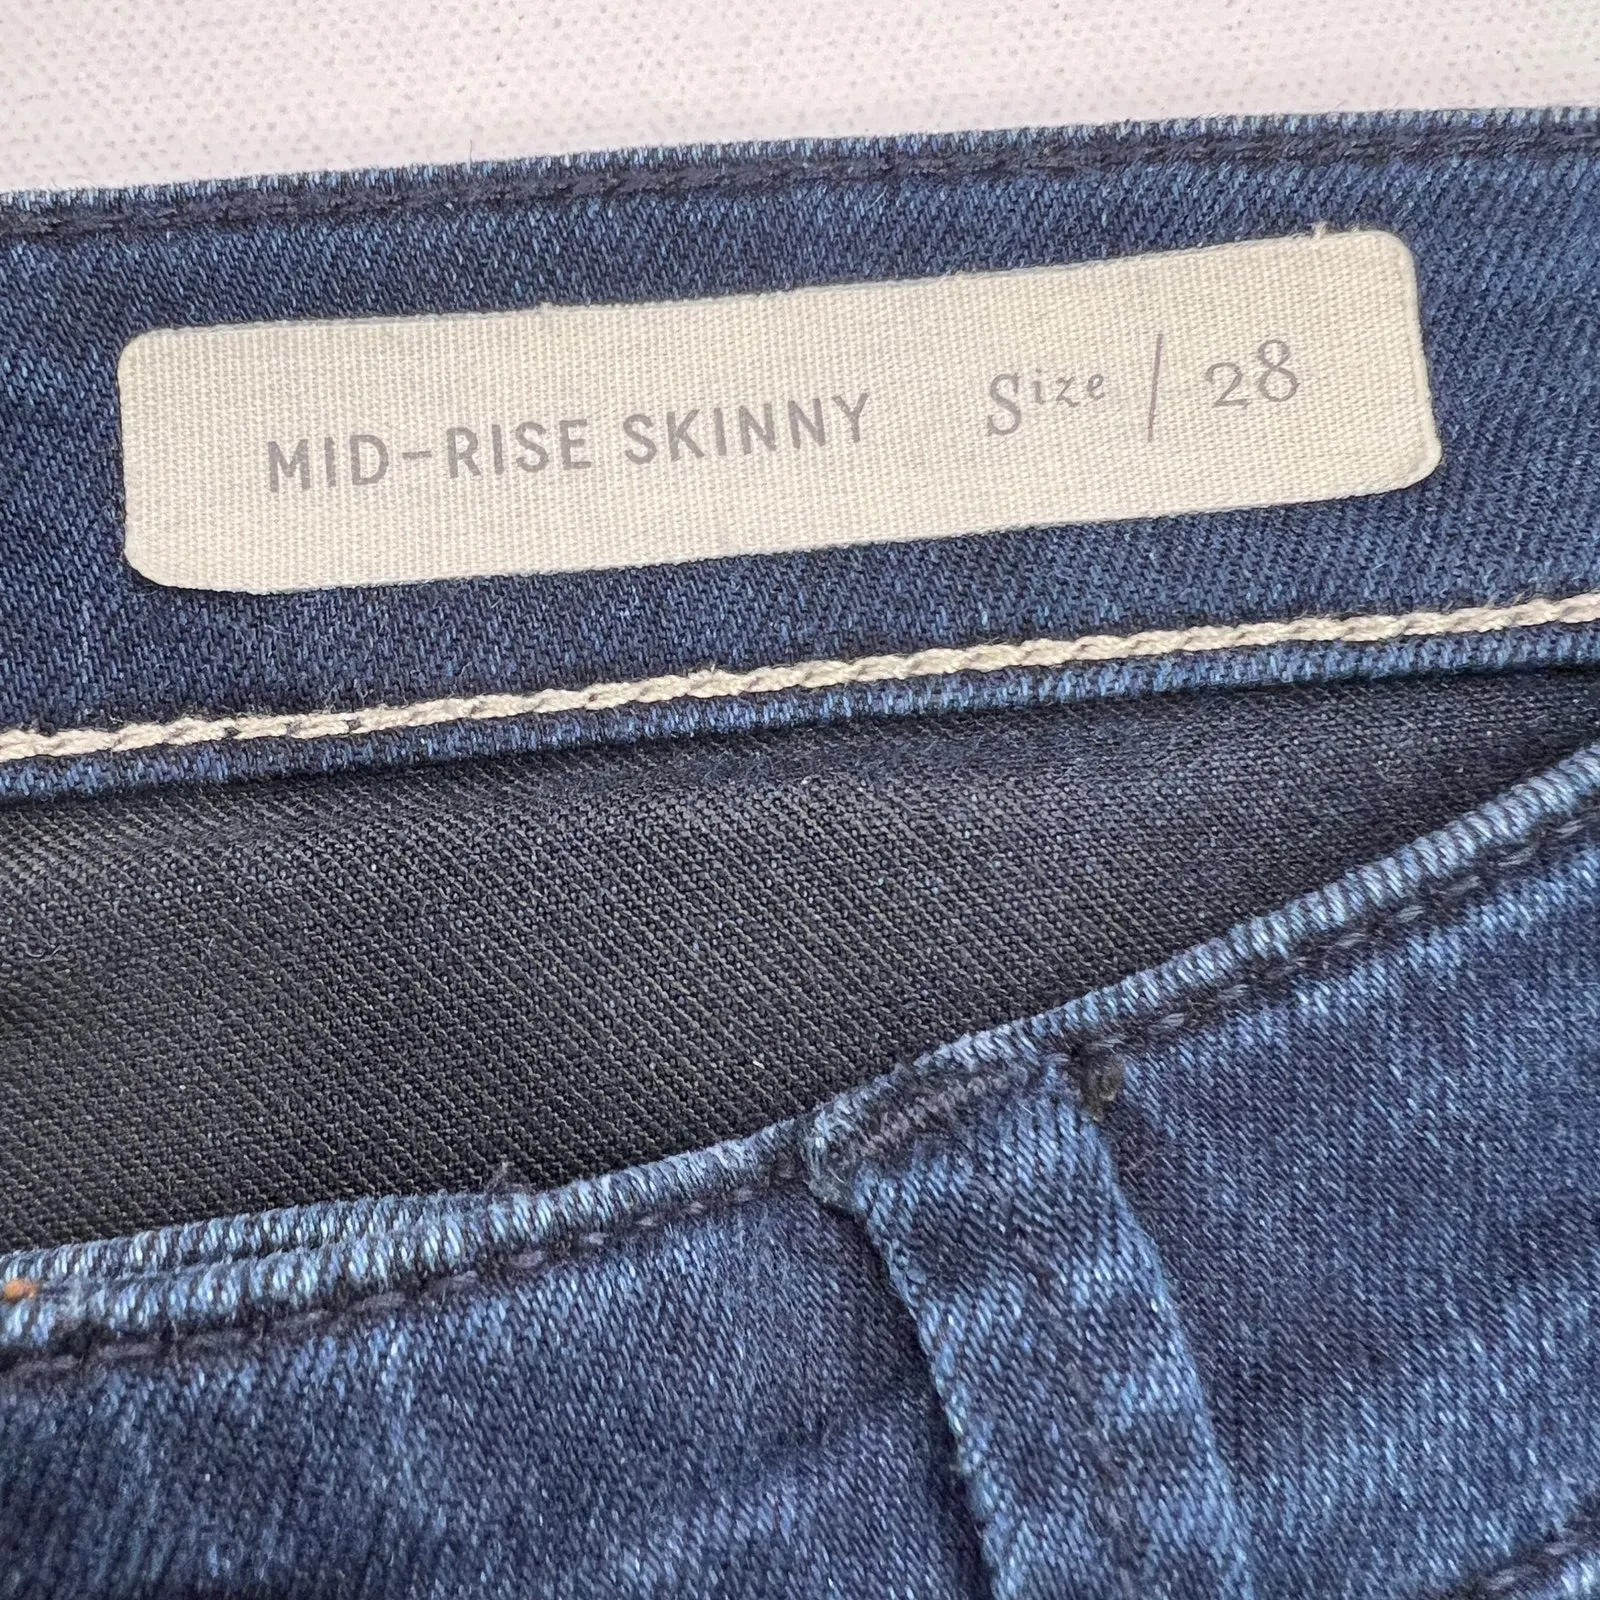 MID-RISE SKINNY Size / 28